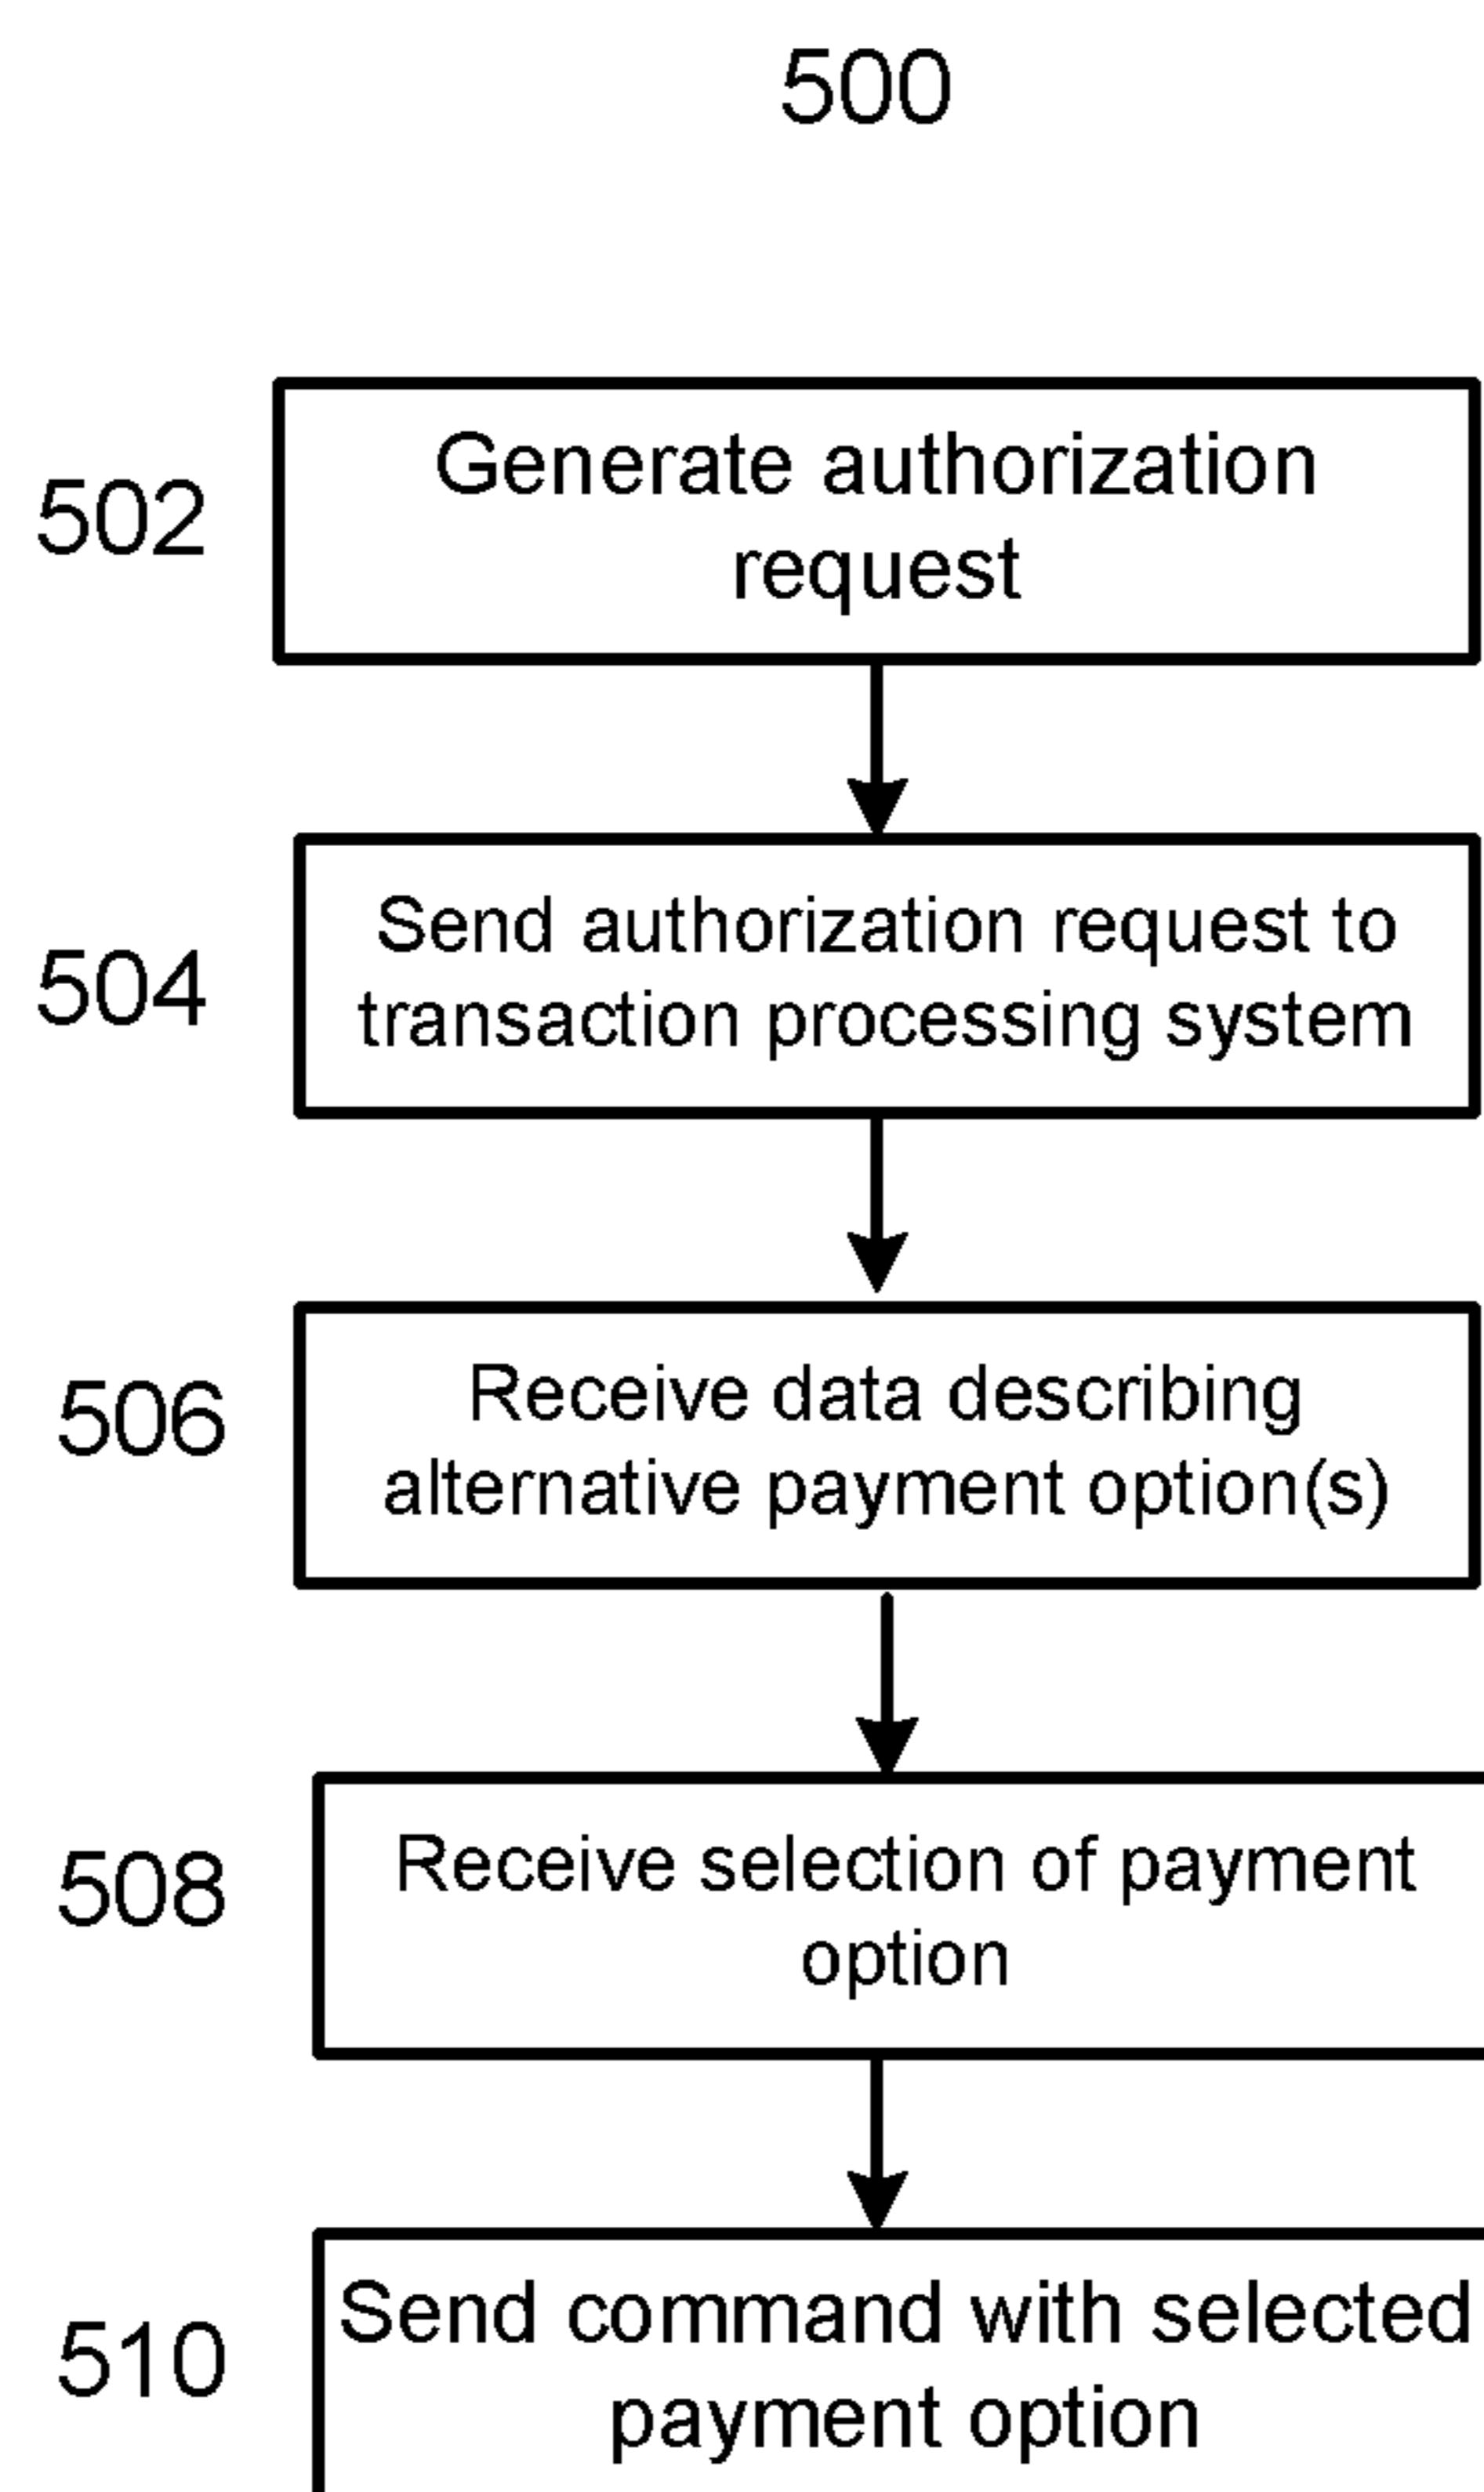 500
502
Generate authorization
request
504
Send authorization request to
transaction processing system
506
Receive data describing
alternative payment option(s)
508
Receive selection of payment
option
510
Send command with selected
payment option